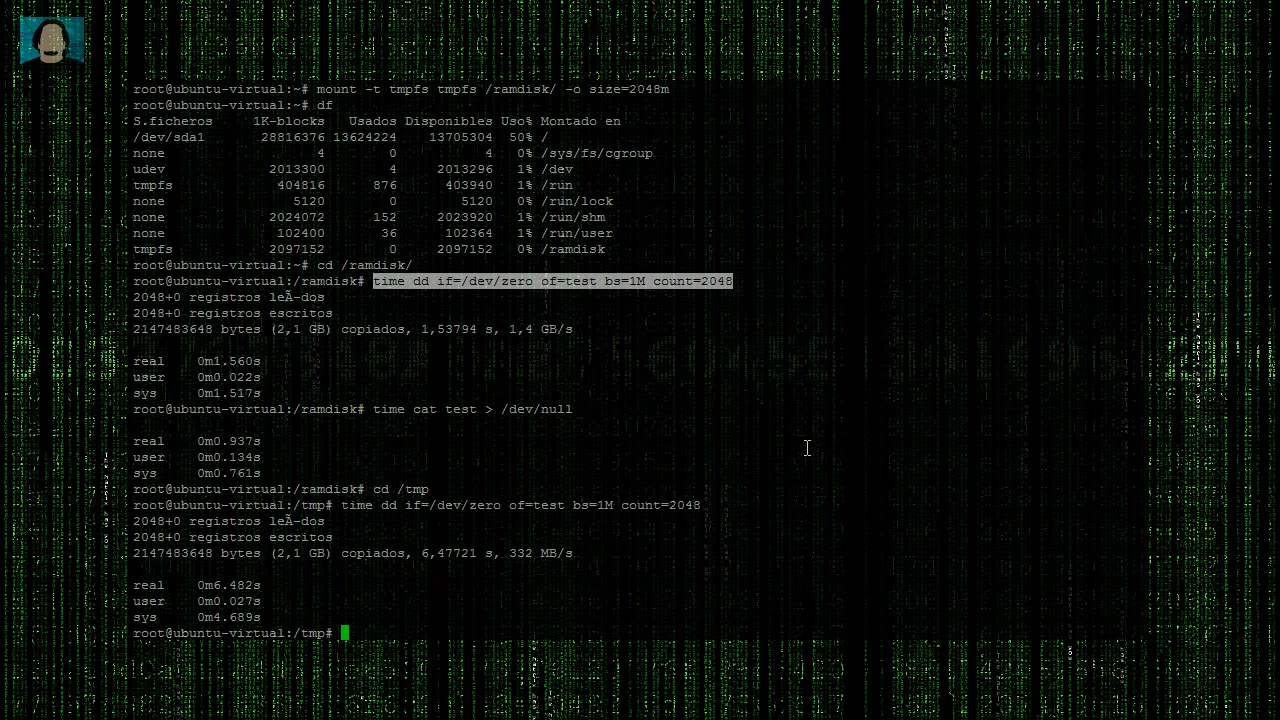 root@ubuntu-virtual:~# mount -t tmpfs tmpfs /ramdisk/ -o size=2048m
root@ubuntu-virtual:~# df
S.ficheros     1K-blocks   Usados Disponibles Uso% Montado en
/dev/sda1       28816376 13624224    13705304  50% /
none                   4        0           4   0% /sys/fs/cgroup
udev             2013300        4     2013296   1% /dev
tmpfs             404816      876      403940   1% /run
none                5120        0        5120   0% /run/lock
none             2024072      152     2023920   1% /run/shm
none              102400       36      102364   1% /run/user
tmpfs            2097152        0     2097152   0% /ramdisk
root@ubuntu-virtual:~# cd /ramdisk/
root@ubuntu-virtual:/ramdisk# time dd if=/dev/zero of=test bs=1M count=2048
2048+0 registros leÃ-dos
2048+0 registros escritos
2147483648 bytes (2,1 GB) copiados, 1,53794 s, 1,4 GB/s
real    0m1.560s
user    0m0.022s
sys     0m1.517s
root@ubuntu-virtual:/ramdisk# time cat test > /dev/null
real    0m0.937s
user    0m0.134s
sys     0m0.761s
root@ubuntu-virtual:/ramdisk# cd /tmp
root@ubuntu-virtual:/tmp# time dd if=/dev/zero of=test bs=1M count=2048
2048+0 registros leÃ-dos
2048+0 registros escritos
2147483648 bytes (2,1 GB) copiados, 6,47721 s, 332 MB/s
real    0m6.482s
user    0m0.027s
sys     0m4.689s
root@ubuntu-virtual:/tmp#